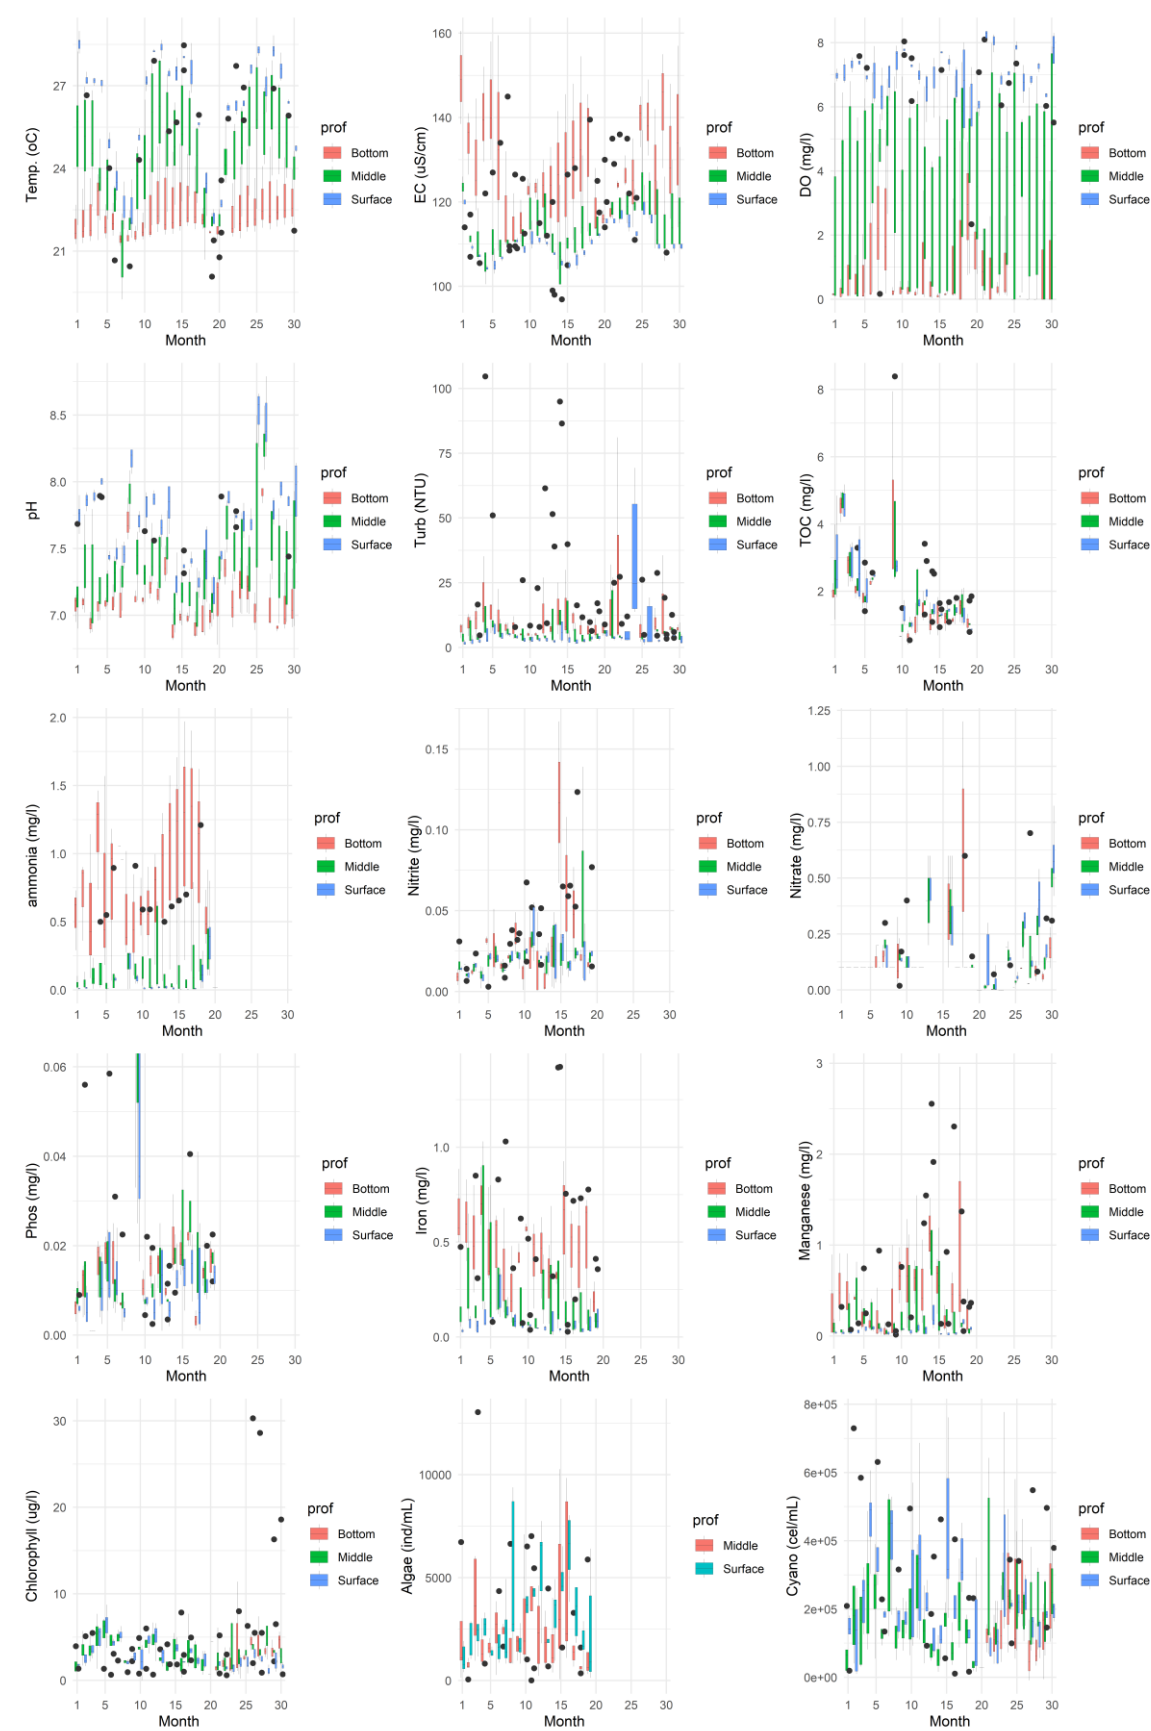 Temp. (oC)
27
24
21
1 5 10 15 20 25 30
Month
prof
Bottom
Middle
Surface
EC (uS/cm)
160
140
120
100
1 5 10 15 20 25 30
Month
prof
Bottom
Middle
Surface
DO (mg/l)
8
6
4
2
0
1 5 10 15 20 25 30
Month
prof
Bottom
Middle
Surface
pH
8.5
8.0
7.5
7.0
1 5 10 15 20 25 30
Month
prof
Bottom
Middle
Surface
Turb (NTU)
100
75
50
25
0
1 5 10 15 20 25 30
Month
prof
Bottom
Middle
Surface
TOC (mg/l)
8
6
4
2
1 5 10 15 20 25 30
Month
prof
Bottom
Middle
Surface
ammonia (mg/l)
2.0
1.5
1.0
0.5
0.0
1 5 10 15 20 25 30
Month
prof
Bottom
Middle
Surface
Nitrite (mg/l)
0.15
0.10
0.05
0.00
1 5 10 15 20 25 30
Month
prof
Bottom
Middle
Surface
Nitrate (mg/l)
1.25
1.00
0.75
0.50
0.25
0.00
1 5 10 15 20 25 30
Month
prof
Bottom
Middle
Surface
Phos (mg/l)
0.06
0.04
0.02
0.00
1 5 10 15 20 25 30
Month
prof
Bottom
Middle
Surface
Iron (mg/l)
1.0
0.5
0.0
1 5 10 15 20 25 30
Month
prof
Bottom
Middle
Surface
Manganese (mg/l)
3
2
1
0
1 5 10 15 20 25 30
Month
prof
Bottom
Middle
Surface
Chlorophyll (ug/l)
30
20
10
0
1 5 10 15 20 25 30
Month
prof
Bottom
Middle
Surface
Algae (ind/mL)
10000
5000
0
1 5 10 15 20 25 30
Month
prof
Middle
Surface
Cyano (cel/mL)
8e+05
6e+05
4e+05
2e+05
0e+00
1 5 10 15 20 25 30
Month
prof
Bottom
Middle
Surface